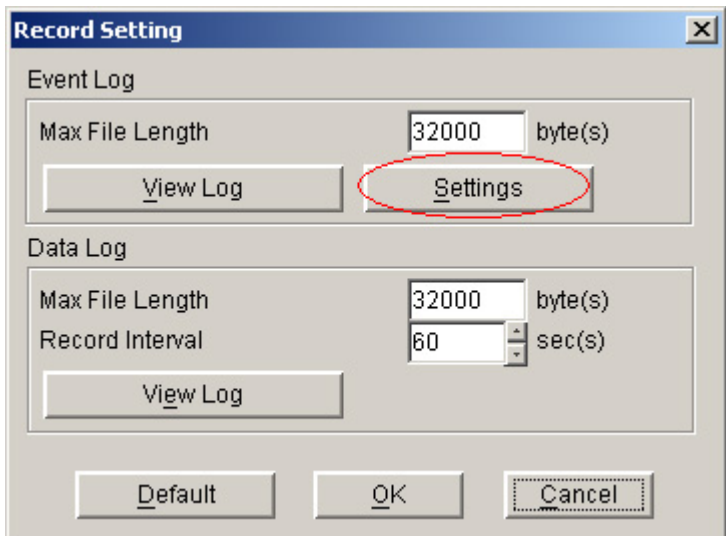 Record Setting
Event Log
Max File Length 32000 byte(s)
View Log Settings
Data Log
Max File Length 32000 byte(s)
Record Interval 60 sec(s)
View Log
Default OK Cancel